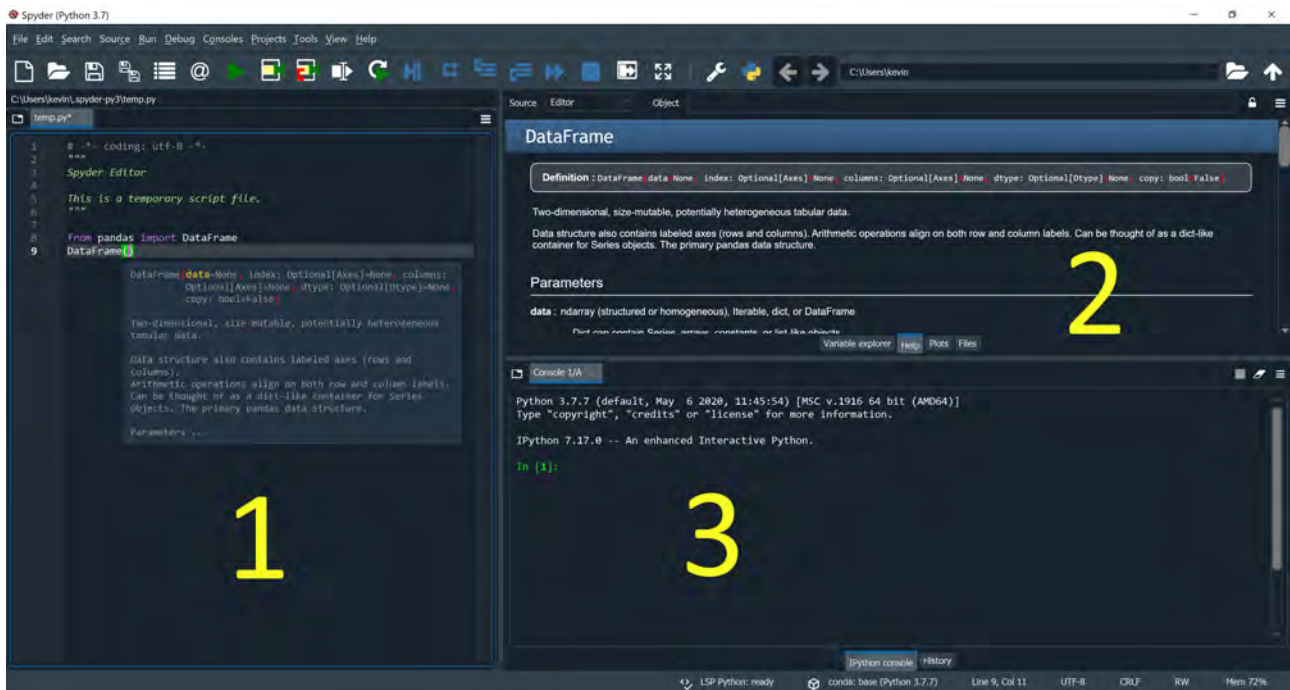 Spyder (Python 3.7)
File Edit Search Source Run Debug Consoles Projects Tools View Help
C:\Users\kevin
C:\Users\kevin\.spyder-py3\temp.py
temp.py*
1 # -*- coding: utf-8 -*-
2 """
3 Spyder Editor
4
5 This is a temporary script file.
6 """
7
8 from pandas import DataFrame
9 DataFrame()
DataFrame(data=None, index: Optional[Axes]=None, columns:
Optional[Axes]=None, dtype: Optional[Dtype]=None,
copy: bool=False)
Two-dimensional, size-mutable, potentially heterogeneous
tabular data.
Data structure also contains labeled axes (rows and
columns).
Arithmetic operations align on both row and column labels.
Can be thought of as a dict-like container for Series
objects. The primary pandas data structure.
Parameters ...
1
Source Editor Object
DataFrame
Definition : DataFrame(data=None, index: Optional[Axes]=None, columns: Optional[Axes]=None, dtype: Optional[Dtype]=None, copy: bool=False)
Two-dimensional, size-mutable, potentially heterogeneous tabular data.
Data structure also contains labeled axes (rows and columns). Arithmetic operations align on both row and column labels. Can be thought of as a dict-like
container for Series objects. The primary pandas data structure.
Parameters
data : ndarray (structured or homogeneous), Iterable, dict, or DataFrame
Dict can contain Series, arrays, constants, or list-like objects
2
Variable explorer Help Plots Files
Console 1/A
Python 3.7.7 (default, May 6 2020, 11:45:54) [MSC v.1916 64 bit (AMD64)]
Type "copyright", "credits" or "license" for more information.
IPython 7.17.0 -- An enhanced Interactive Python.
In [1]:
3
IPython console History
LSP Python: ready conda: base (Python 3.7.7) Line 9, Col 11 UTF-8 CRLF RW Mem 72%